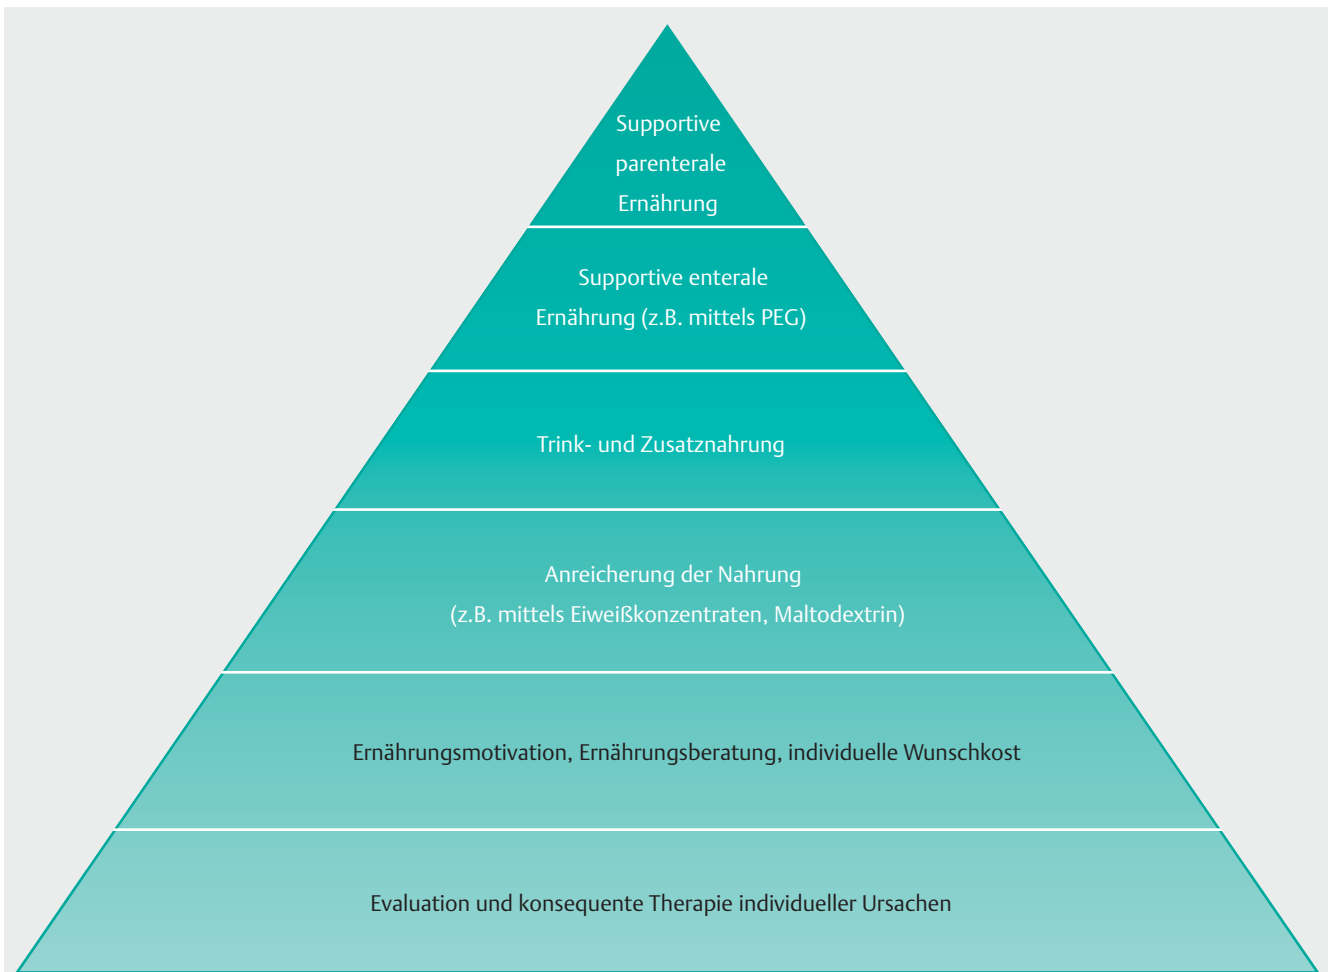 Supportive
parenterale
Ernährung
Supportive enterale
Ernährung (z.B. mittels PEG)
Trink- und Zusatznahrung
Anreicherung der Nahrung
(z.B. mittels Eiweißkonzentraten, Maltodextrin)
Ernährungsmotivation, Ernährungsberatung, individuelle Wunschkost
Evaluation und konsequente Therapie individueller Ursachen